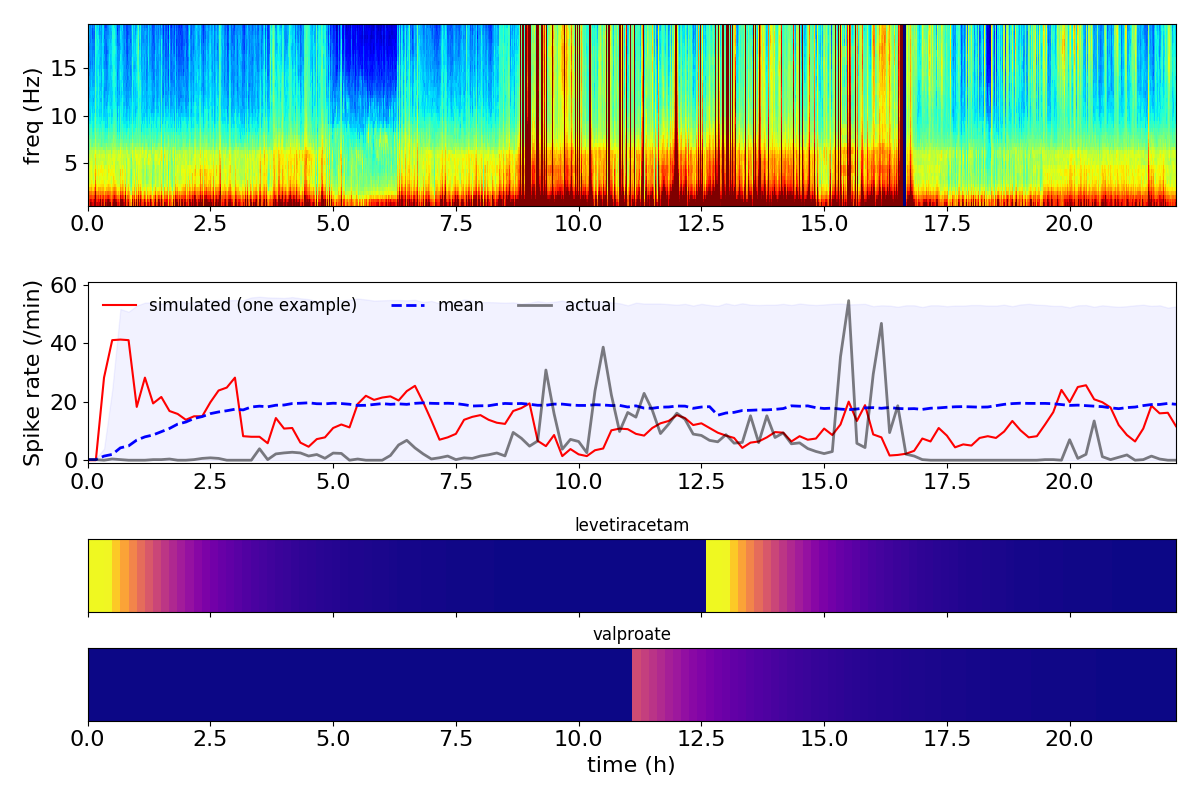 freq (Hz)
15
10
5
0.0 2.5 5.0 7.5 10.0 12.5 15.0 17.5 20.0
Spike rate (/min)
60
40
20
0
simulated (one example) mean actual
0.0 2.5 5.0 7.5 10.0 12.5 15.0 17.5 20.0
levetiracetam
valproate
0.0 2.5 5.0 7.5 10.0 12.5 15.0 17.5 20.0
time (h)